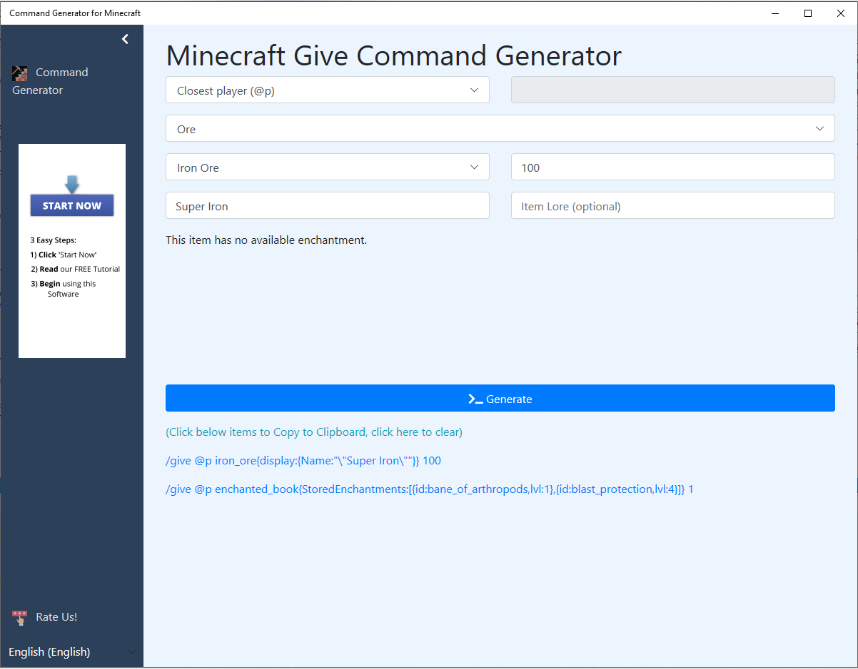 Command Generator for Minecraft
Command
Generator
START NOW
3 Easy Steps:
1) Click 'Start Now'
2) Read our FREE Tutorial
3) Begin using this
Software
Rate Us!
English (English)
Minecraft Give Command Generator
Closest player (@p)
Ore
Iron Ore
100
Super Iron
Item Lore (optional)
This item has no available enchantment.
Generate
(Click below items to Copy to Clipboard, click here to clear)
/give @p iron_ore{display:{Name:"\"Super Iron\""}} 100
/give @p enchanted_book{StoredEnchantments:[{id:bane_of_arthropods,lvl:1},{id:blast_protection,lvl:4}]} 1